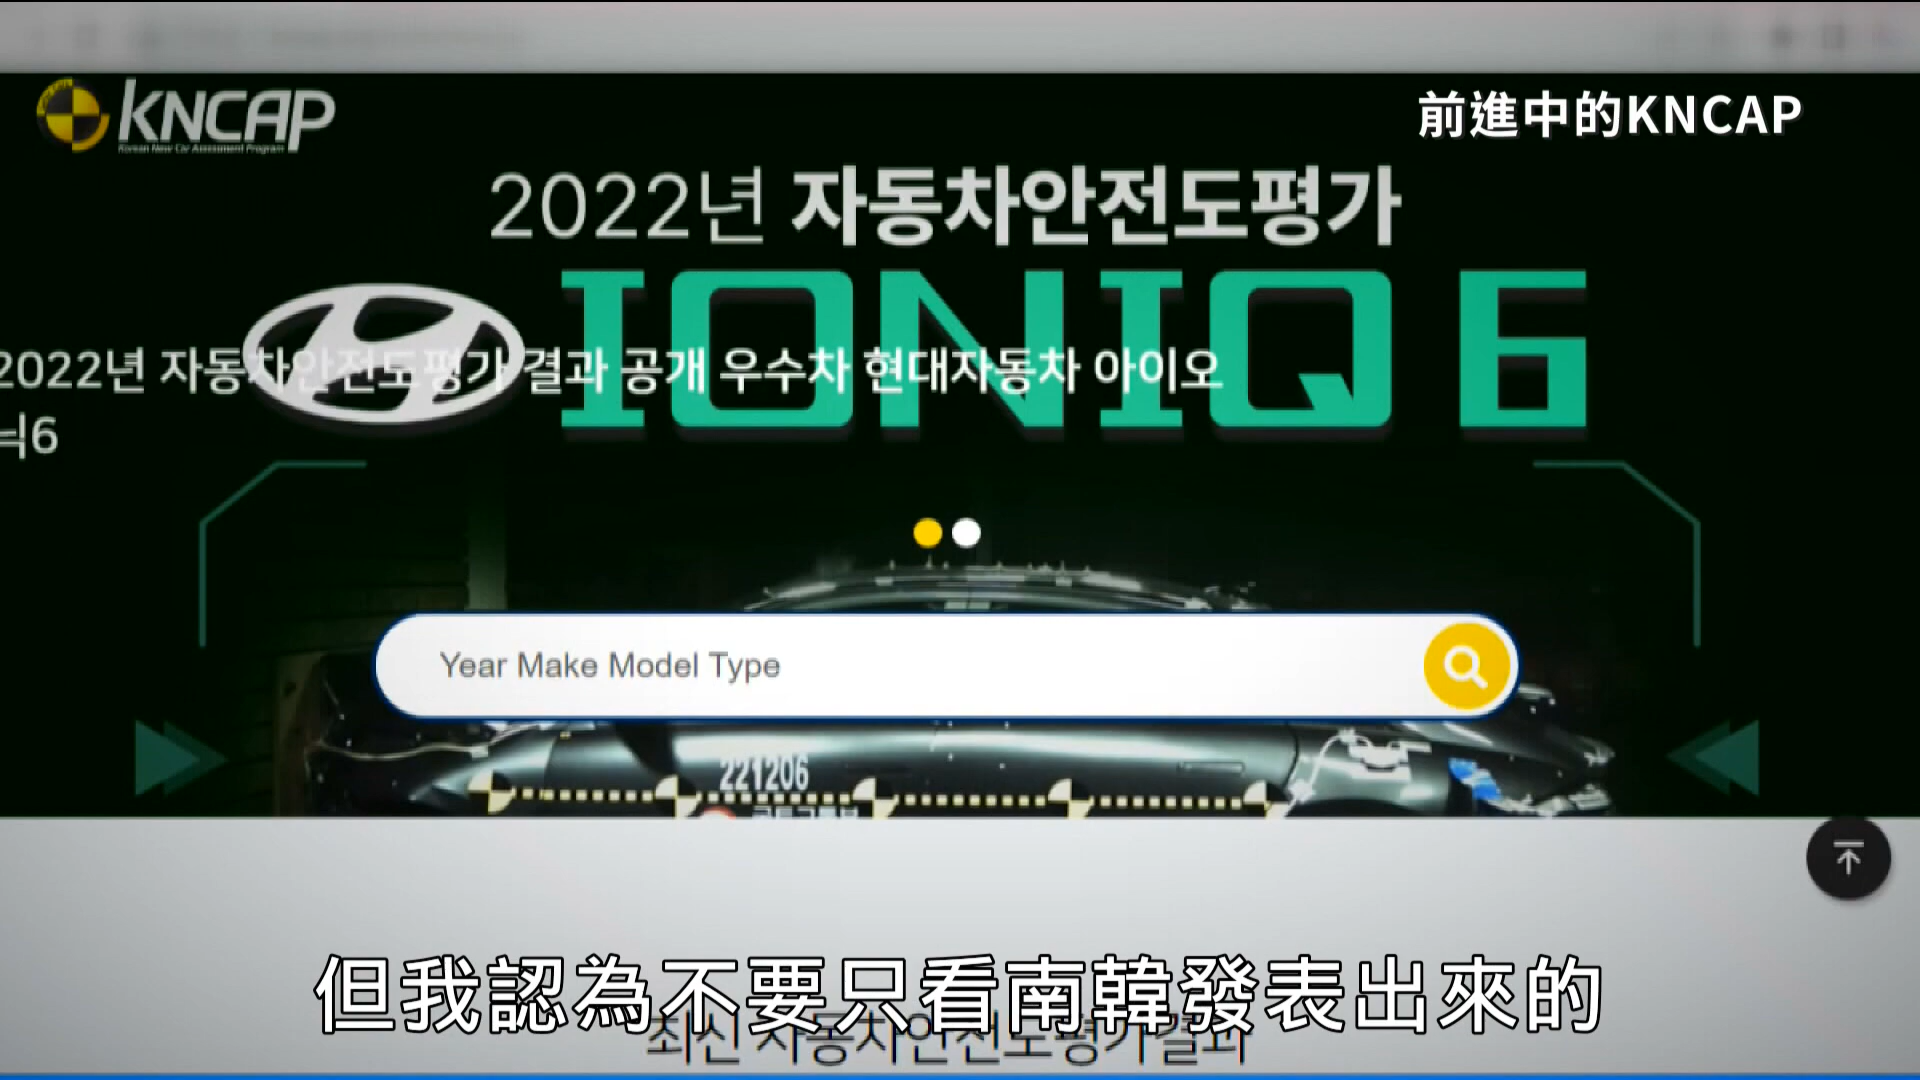 KNCAP
Korean New Car Assessment Program
前進中的KNCAP
2022년 자동차안전도평가
IONIQ 6
2022년 자동차안전도평가 결과 공개 우수차 현대자동차 아이오
닉6
Year Make Model Type
221206
但我認為不要只看南韓發表出來的
최신 자동차안전도평가결과